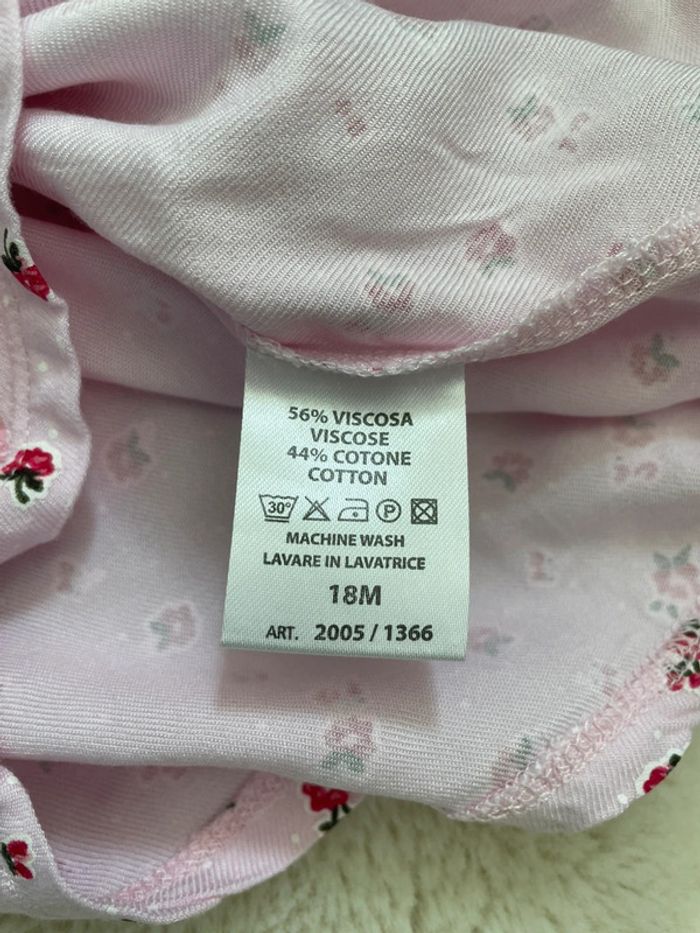 56% VISCOSA
VISCOSE
44% COTONE
COTTON
30° P
MACHINE WASH
LAVARE IN LAVATRICE
18M
ART. 2005 / 1366